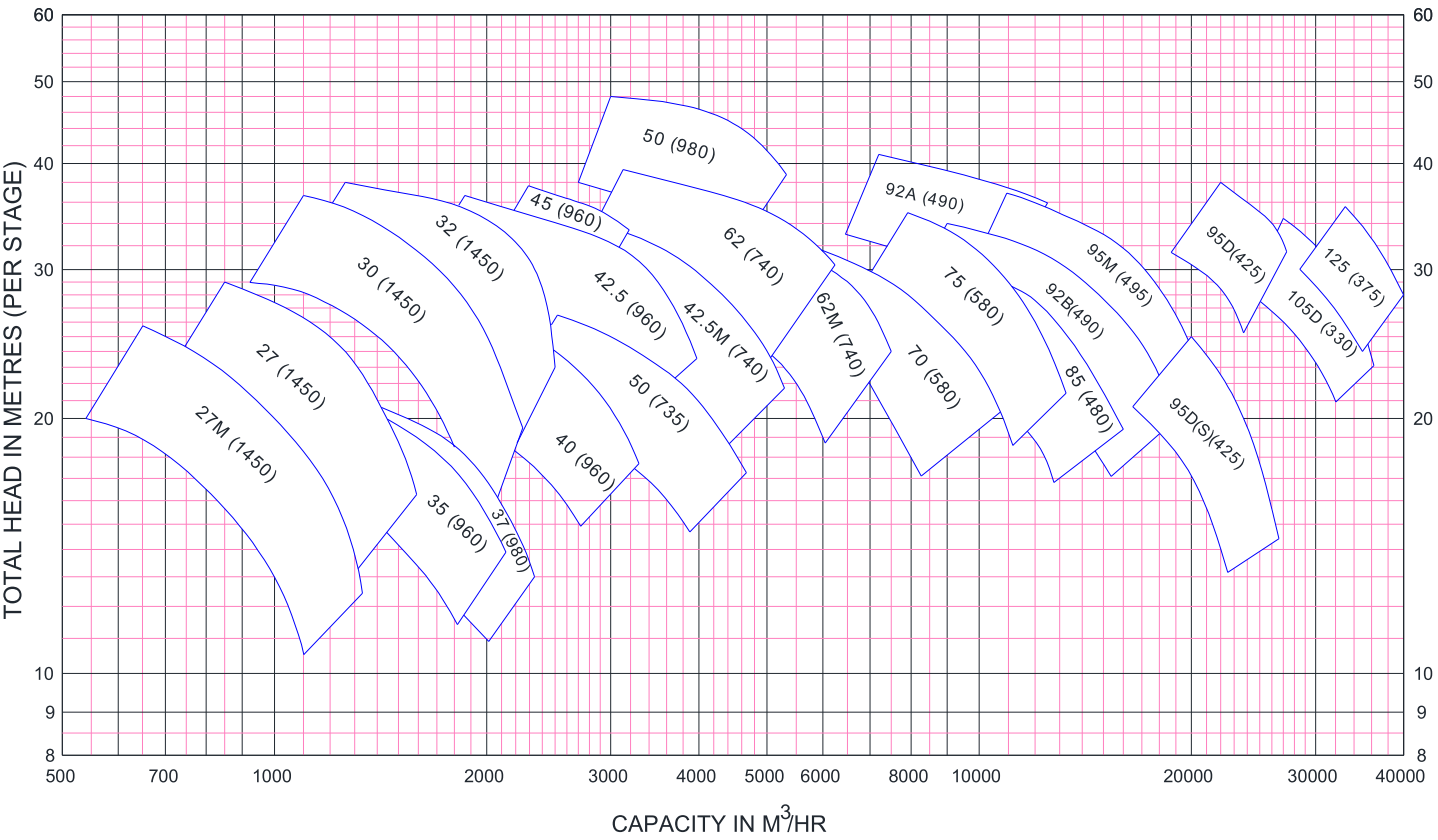 60
60
50
50
50 (980)
40
40
92A (490)
45 (960)
32 (1450)
62 (740)
95D(425)
95M (495)
125 (375)
30
30
30 (1450)
42.5 (960)
75 (580)
92B(490)
105D (330)
42.5M (740)
62M (740)
27 (1450)
70 (580)
50 (735)
85 (480)
20
20
27M (1450)
95D(S)(425)
40 (960)
35 (960)
37 (980)
10
10
9
9
8
8
TOTAL HEAD IN METRES (PER STAGE)
500 700 1000 2000 3000 4000 5000 6000 8000 10000 20000 30000 40000
CAPACITY IN M3/HR